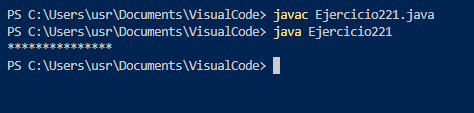 PS C:\Users\usr\Documents\VisualCode> javac Ejercicio221.java
PS C:\Users\usr\Documents\VisualCode> java Ejercicio221
***************
PS C:\Users\usr\Documents\VisualCode>